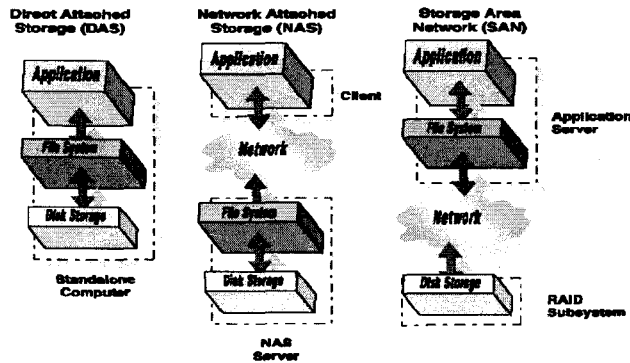 Direct Attached
Storage (DAS)
Application
File System
Disk Storage
Standalone
Computer
Network Attached
Storage (NAS)
Application
Client
Network
File System
Disk Storage
NAS
Server
Storage Area
Network (SAN)
Application
File System
Application
Server
Network
Disk Storage
RAID
Subsystem